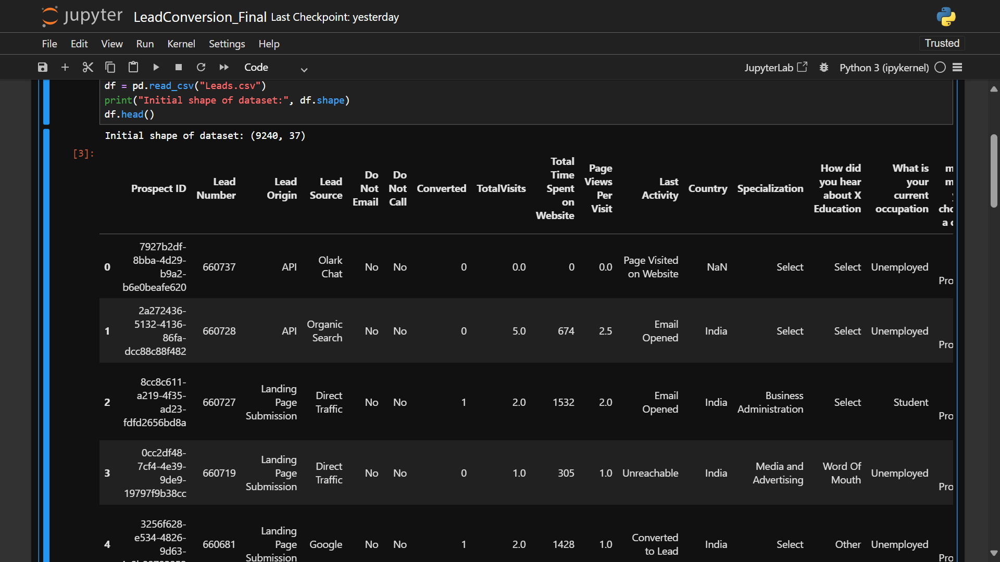 jupyter LeadConversion_Final Last Checkpoint: yesterday
File Edit View Run Kernel Settings Help Trusted
Code JupyterLab Python 3 (ipykernel)
df = pd.read_csv("Leads.csv")
print("Initial shape of dataset:", df.shape)
df.head()
Initial shape of dataset: (9240, 37)
[3]:
Prospect ID
Lead
Number
Lead
Origin
Lead
Source
Do
Not
Email
Do
Not
Call
Converted
TotalVisits
Total
Time
Spent
on
Website
Page
Views
Per
Visit
Last
Activity
Country
Specialization
How did
you hear
about X
Education
What is
your
current
occupation
a
0
7927b2df-
8bba-4d29-
b9a2-
b6e0beafe620
660737
API
Olark
Chat
No
No
0
0.0
0
0.0
Page Visited
on Website
NaN
Select
Select
Unemployed
Pro
1
2a272436-
5132-4136-
86fa-
dcc88c88f482
660728
API
Organic
Search
No
No
0
5.0
674
2.5
Email
Opened
India
Select
Select
Unemployed
Pro
2
8cc8c611-
a219-4f35-
ad23-
fdfd2656bd8a
660727
Landing
Page
Submission
Direct
Traffic
No
No
1
2.0
1532
2.0
Email
Opened
India
Business
Administration
Select
Student
Pro
3
0cc2df48-
7cf4-4e39-
9de9-
19797f9b38cc
660719
Landing
Page
Submission
Direct
Traffic
No
No
0
1.0
305
1.0
Unreachable
India
Media and
Advertising
Word Of
Mouth
Unemployed
Pro
4
3256f628-
e534-4826-
9d63-
660681
Landing
Page
Submission
Google
No
No
1
2.0
1428
1.0
Converted
to Lead
India
Select
Other
Unemployed
Pro